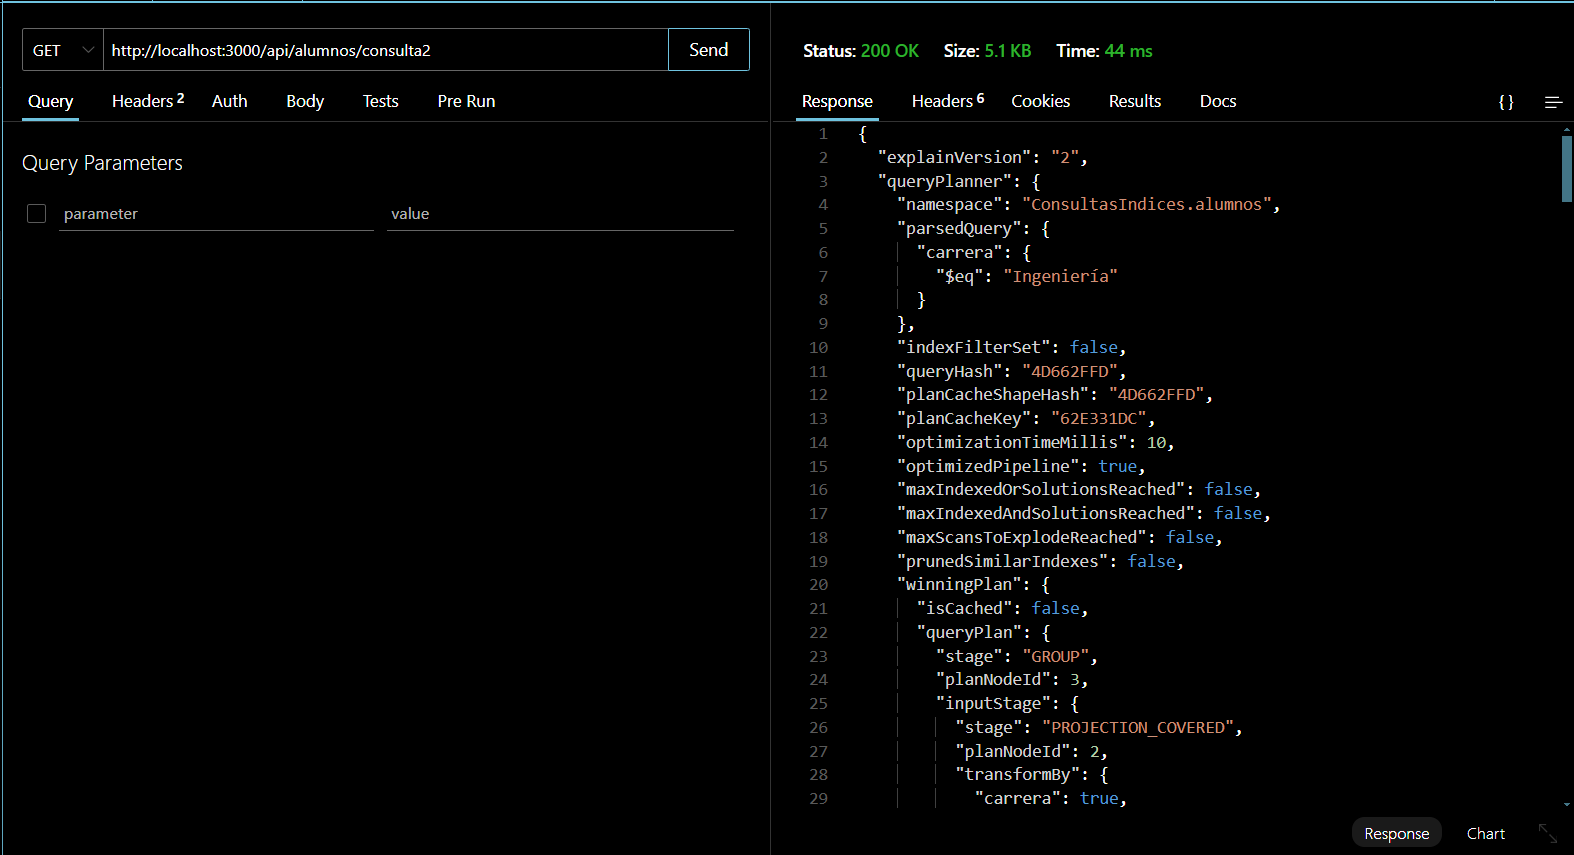 GET http://localhost:3000/api/alumnos/consulta2 Send
Query Headers 2 Auth Body Tests Pre Run
Query Parameters
parameter value
Status: 200 OK Size: 5.1 KB Time: 44 ms
Response Headers 6 Cookies Results Docs {}
1 {
2 "explainVersion": "2",
3 "queryPlanner": {
4 "namespace": "ConsultasIndices.alumnos",
5 "parsedQuery": {
6 "carrera": {
7 "$eq": "Ingeniería"
8 }
9 },
10 "indexFilterSet": false,
11 "queryHash": "4D662FFD",
12 "planCacheShapeHash": "4D662FFD",
13 "planCacheKey": "62E331DC",
14 "optimizationTimeMillis": 10,
15 "optimizedPipeline": true,
16 "maxIndexedOrSolutionsReached": false,
17 "maxIndexedAndSolutionsReached": false,
18 "maxScansToExplodeReached": false,
19 "prunedSimilarIndexes": false,
20 "winningPlan": {
21 "isCached": false,
22 "queryPlan": {
23 "stage": "GROUP",
24 "planNodeId": 3,
25 "inputStage": {
26 "stage": "PROJECTION_COVERED",
27 "planNodeId": 2,
28 "transformBy": {
29 "carrera": true,
Response Chart